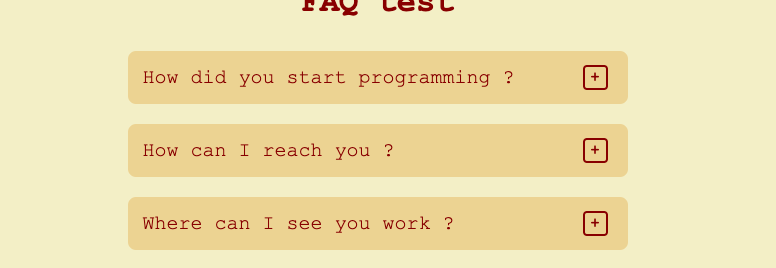 FAQ test
How did you start programming ?
+
How can I reach you ?
+
Where can I see you work ?
+